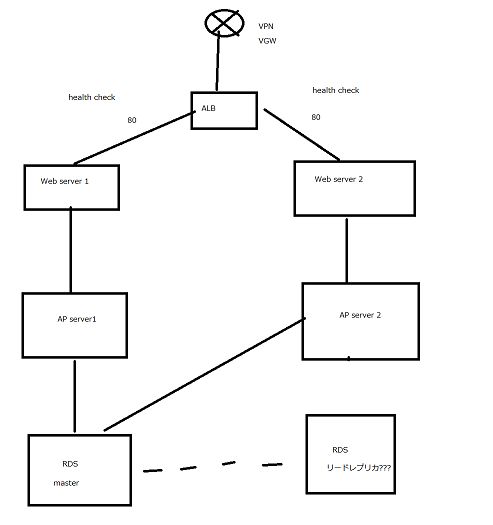 VPN
VGW
health check
80
ALB
health check
80
Web server 1
Web server 2
AP server1
AP server 2
RDS
master
RDS
リードレプリカ???